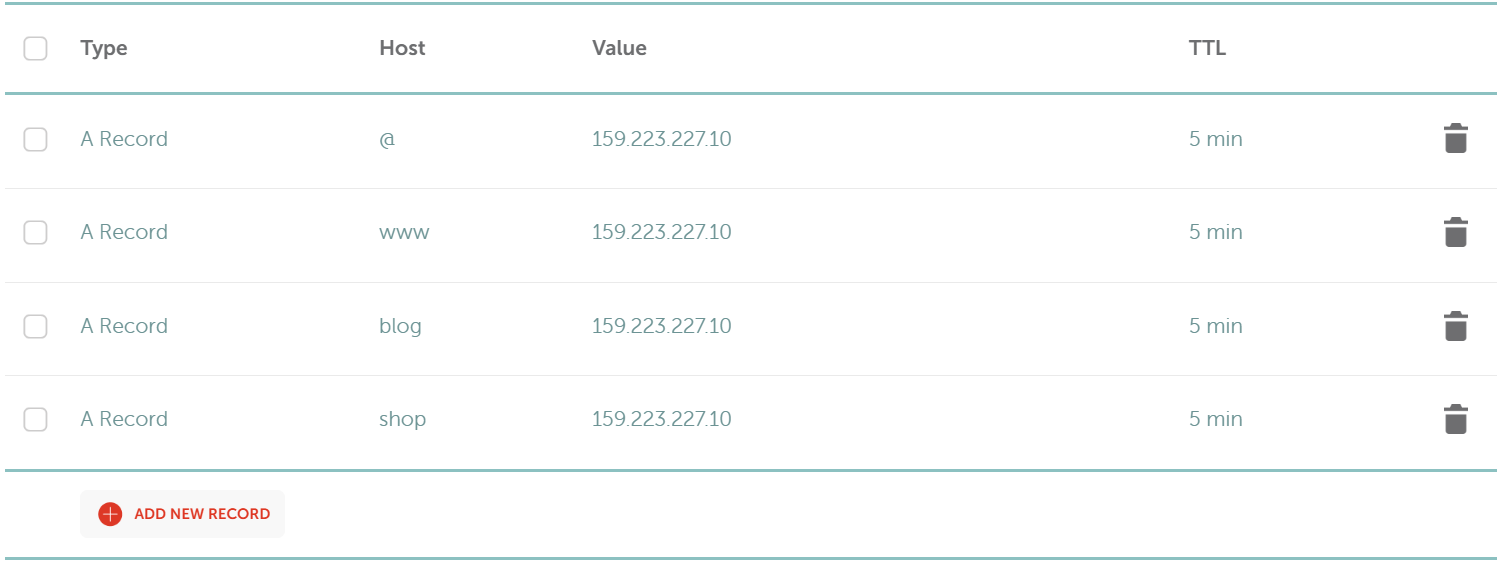 Type Host Value TTL
A Record @ 159.223.227.10 5 min
A Record www 159.223.227.10 5 min
A Record blog 159.223.227.10 5 min
A Record shop 159.223.227.10 5 min
ADD NEW RECORD